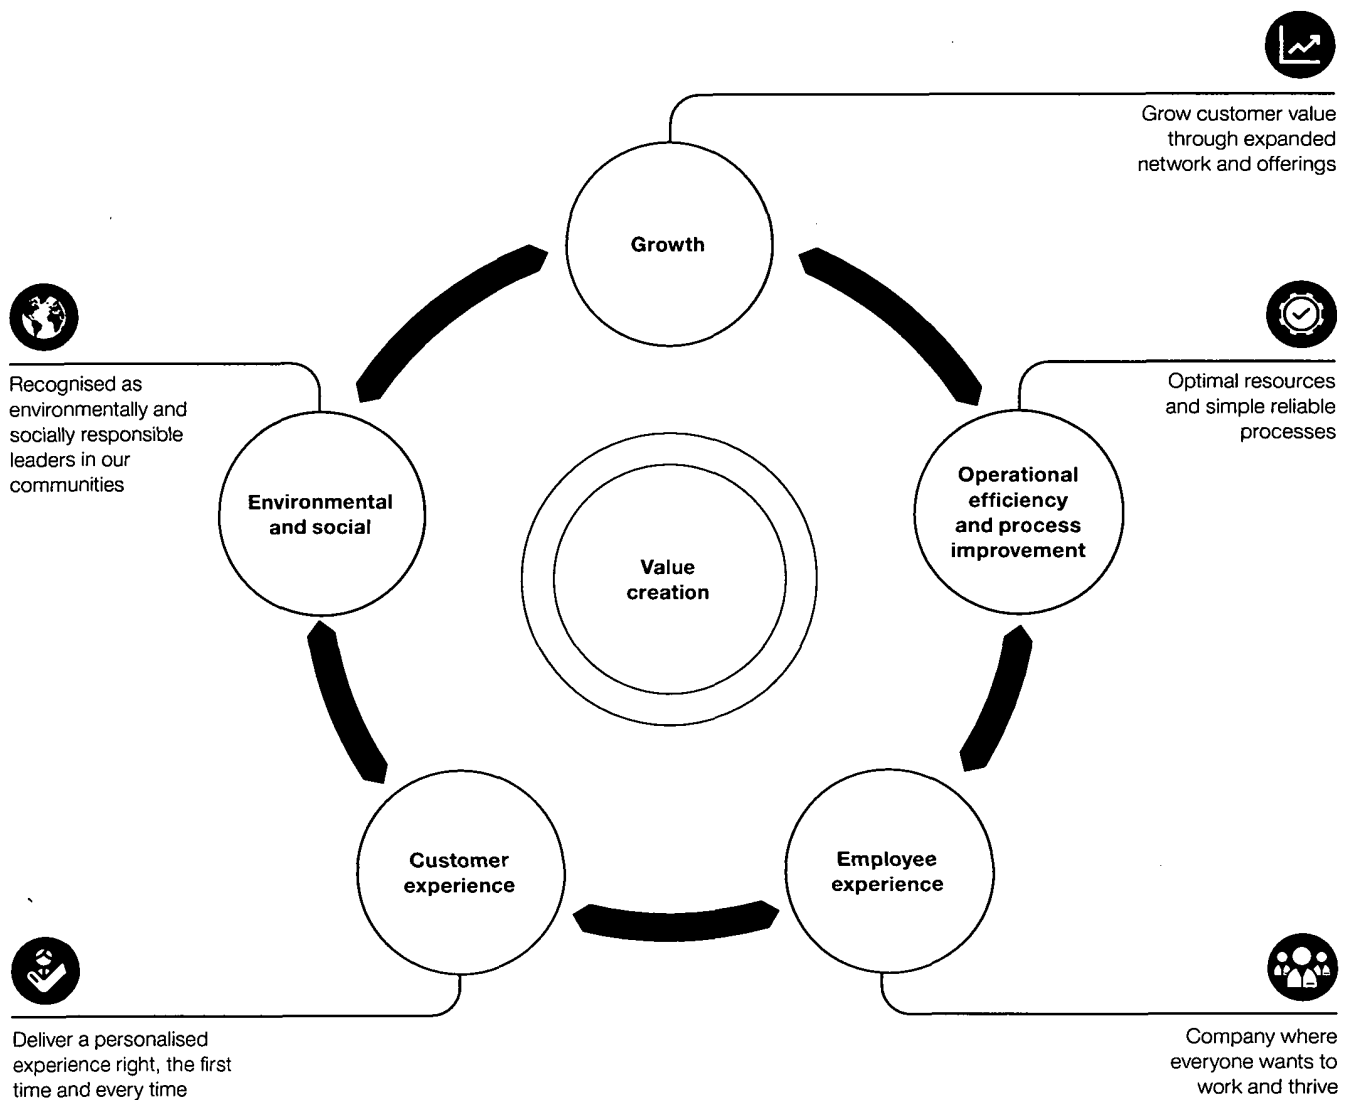 Grow customer value
through expanded
network and offerings
Growth
Recognised as
environmentally and
socially responsible
leaders in our
communities
Optimal resources
and simple reliable
processes
Environmental
and social
Operational
efficiency
and process
improvement
Value
creation
Customer
experience
Employee
experience
Deliver a personalised
experience right, the first
time and every time
Company where
everyone wants to
work and thrive